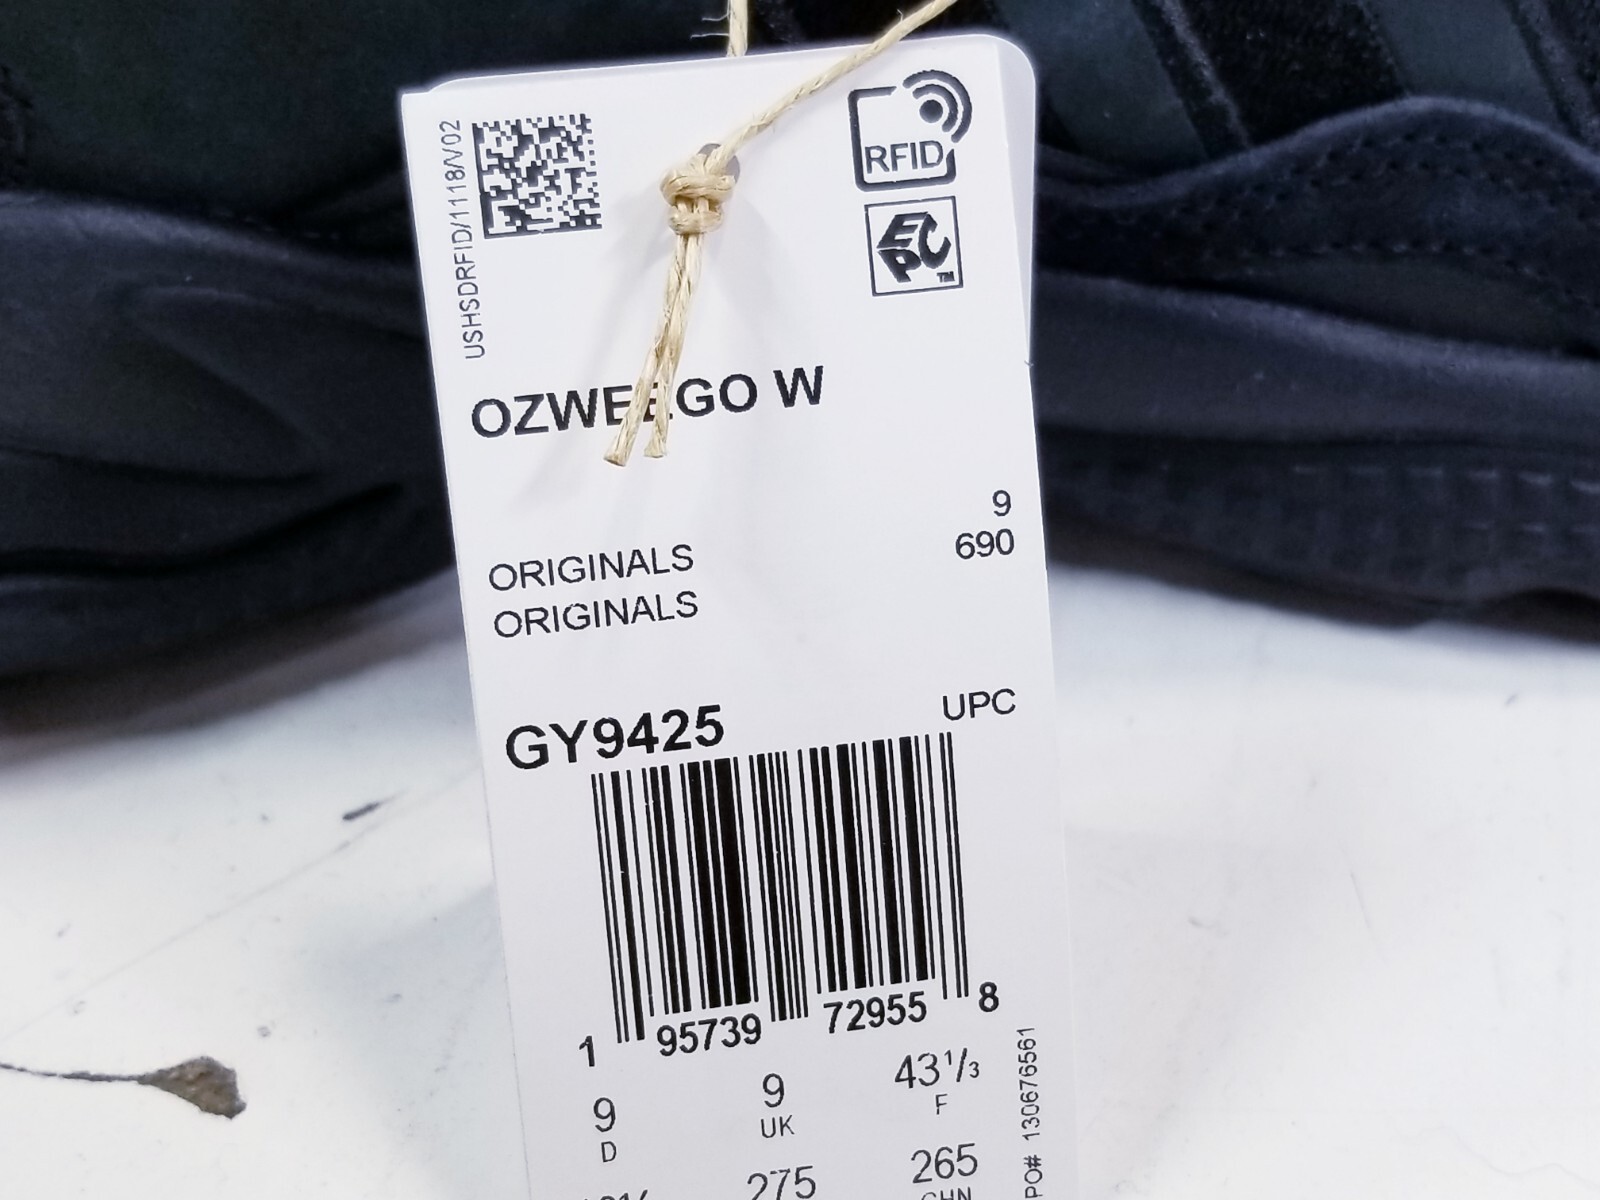 USHSDRFID/1118/V02
RFID
EPC™
OZWEEGO W
9
690
ORIGINALS
ORIGINALS
GY9425
UPC
1 95739 72955 8
9 9 43 1/3
D UK F
275 265
CHN
PO# 130676561